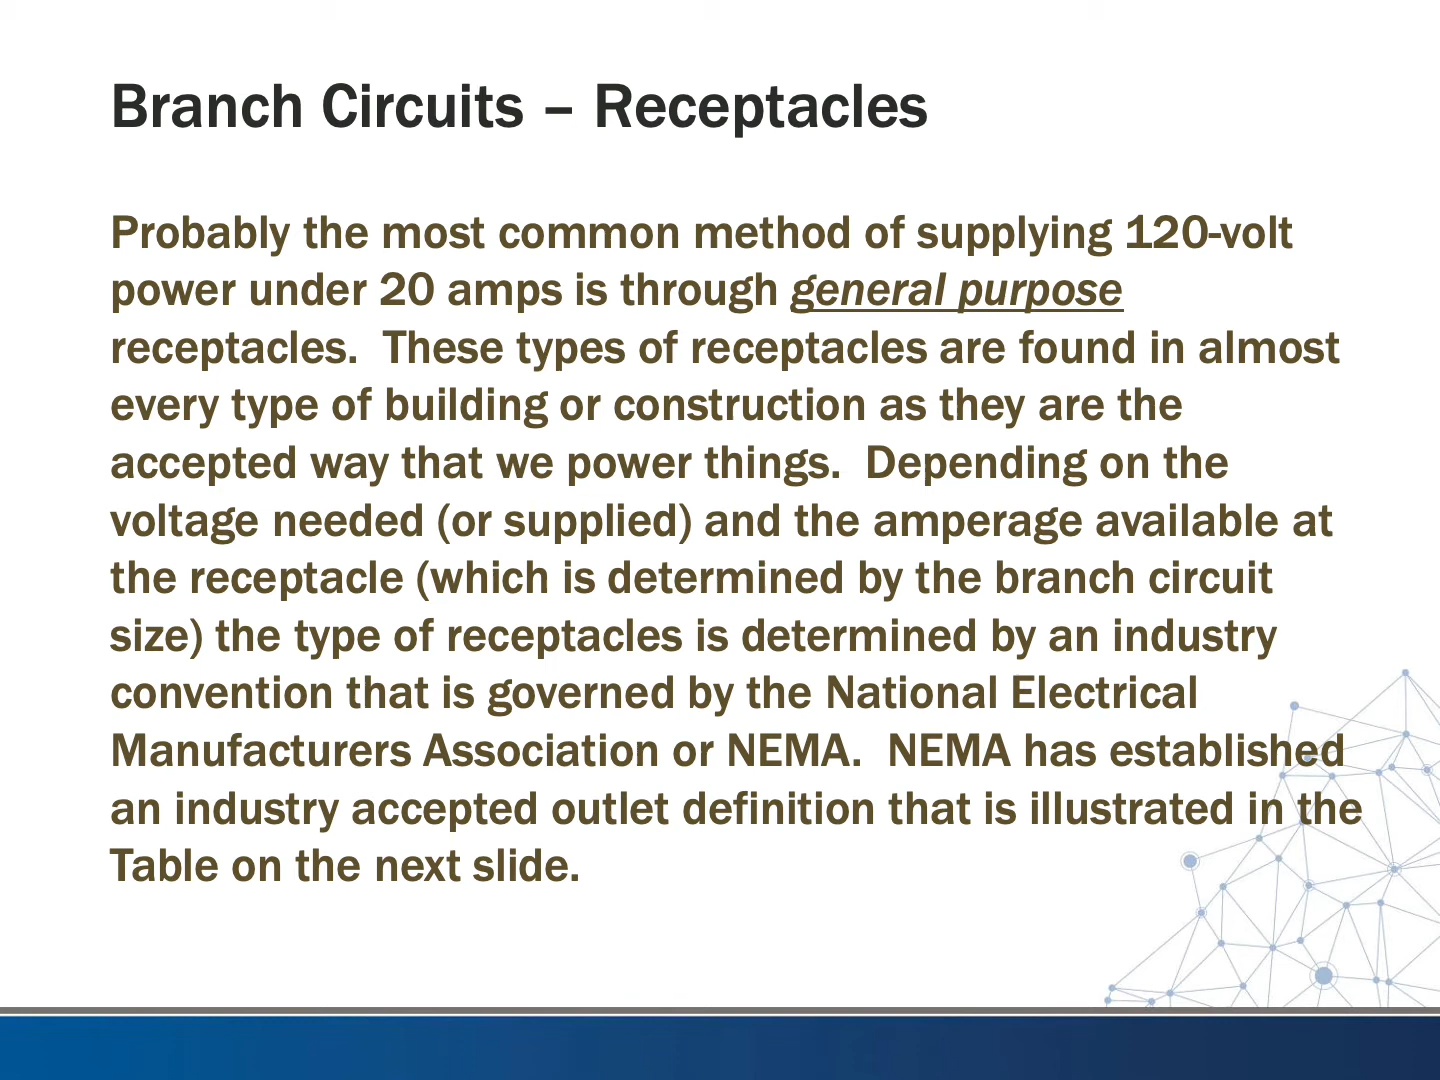 Branch Circuits – Receptacles
Probably the most common method of supplying 120-volt
power under 20 amps is through general purpose
receptacles.  These types of receptacles are found in almost
every type of building or construction as they are the
accepted way that we power things.  Depending on the
voltage needed (or supplied) and the amperage available at
the receptacle (which is determined by the branch circuit
size) the type of receptacles is determined by an industry
convention that is governed by the National Electrical
Manufacturers Association or NEMA.  NEMA has established
an industry accepted outlet definition that is illustrated in the
Table on the next slide.